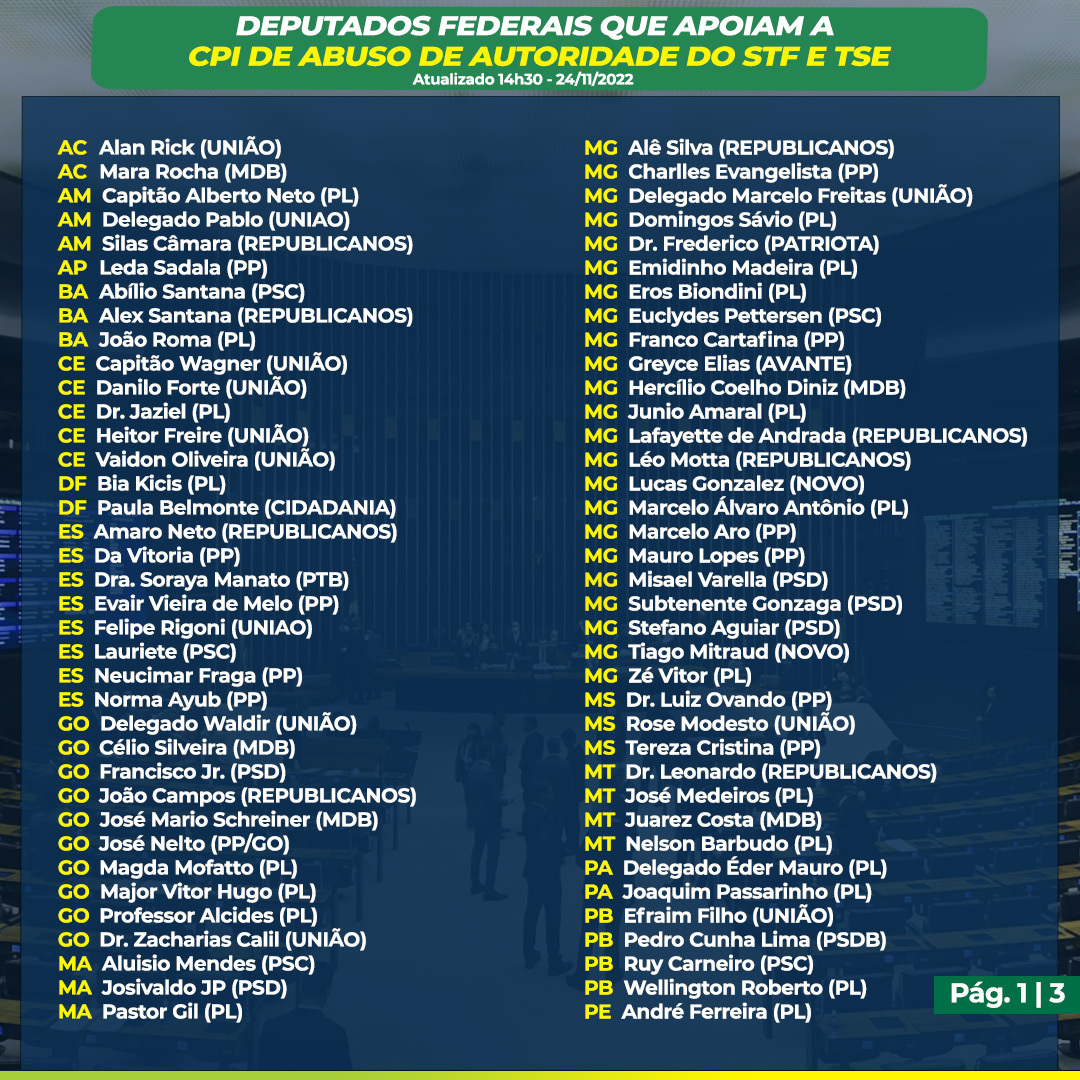 DEPUTADOS FEDERAIS QUE APOIAM A
CPI DE ABUSO DE AUTORIDADE DO STF E TSE
Atualizado 14h30 - 24/11/2022
AC Alan Rick (UNIÃO)
AC Mara Rocha (MDB)
AM Capitão Alberto Neto (PL)
AM Delegado Pablo (UNIAO)
AM Silas Câmara (REPUBLICANOS)
AP Leda Sadala (PP)
BA Abílio Santana (PSC)
BA Alex Santana (REPUBLICANOS)
BA João Roma (PL)
CE Capitão Wagner (UNIÃO)
CE Danilo Forte (UNIÃO)
CE Dr. Jaziel (PL)
CE Heitor Freire (UNIÃO)
CE Vaidon Oliveira (UNIÃO)
DF Bia Kicis (PL)
DF Paula Belmonte (CIDADANIA)
ES Amaro Neto (REPUBLICANOS)
ES Da Vitoria (PP)
ES Dra. Soraya Manato (PTB)
ES Evair Vieira de Melo (PP)
ES Felipe Rigoni (UNIAO)
ES Lauriete (PSC)
ES Neucimar Fraga (PP)
ES Norma Ayub (PP)
GO Delegado Waldir (UNIÃO)
GO Célio Silveira (MDB)
GO Francisco Jr. (PSD)
GO João Campos (REPUBLICANOS)
GO José Mario Schreiner (MDB)
GO José Nelto (PP/GO)
GO Magda Mofatto (PL)
GO Major Vitor Hugo (PL)
GO Professor Alcides (PL)
GO Dr. Zacharias Calil (UNIÃO)
MA Aluisio Mendes (PSC)
MA Josivaldo JP (PSD)
MA Pastor Gil (PL)
MG Alê Silva (REPUBLICANOS)
MG Charlles Evangelista (PP)
MG Delegado Marcelo Freitas (UNIÃO)
MG Domingos Sávio (PL)
MG Dr. Frederico (PATRIOTA)
MG Emidinho Madeira (PL)
MG Eros Biondini (PL)
MG Euclydes Pettersen (PSC)
MG Franco Cartafina (PP)
MG Greyce Elias (AVANTE)
MG Hercílio Coelho Diniz (MDB)
MG Junio Amaral (PL)
MG Lafayette de Andrada (REPUBLICANOS)
MG Léo Motta (REPUBLICANOS)
MG Lucas Gonzalez (NOVO)
MG Marcelo Álvaro Antônio (PL)
MG Marcelo Aro (PP)
MG Mauro Lopes (PP)
MG Misael Varella (PSD)
MG Subtenente Gonzaga (PSD)
MG Stefano Aguiar (PSD)
MG Tiago Mitraud (NOVO)
MG Zé Vitor (PL)
MS Dr. Luiz Ovando (PP)
MS Rose Modesto (UNIÃO)
MS Tereza Cristina (PP)
MT Dr. Leonardo (REPUBLICANOS)
MT José Medeiros (PL)
MT Juarez Costa (MDB)
MT Nelson Barbudo (PL)
PA Delegado Éder Mauro (PL)
PA Joaquim Passarinho (PL)
PB Efraim Filho (UNIÃO)
PB Pedro Cunha Lima (PSDB)
PB Ruy Carneiro (PSC)
PB Wellington Roberto (PL)
PE André Ferreira (PL)
Pág. 1 | 3